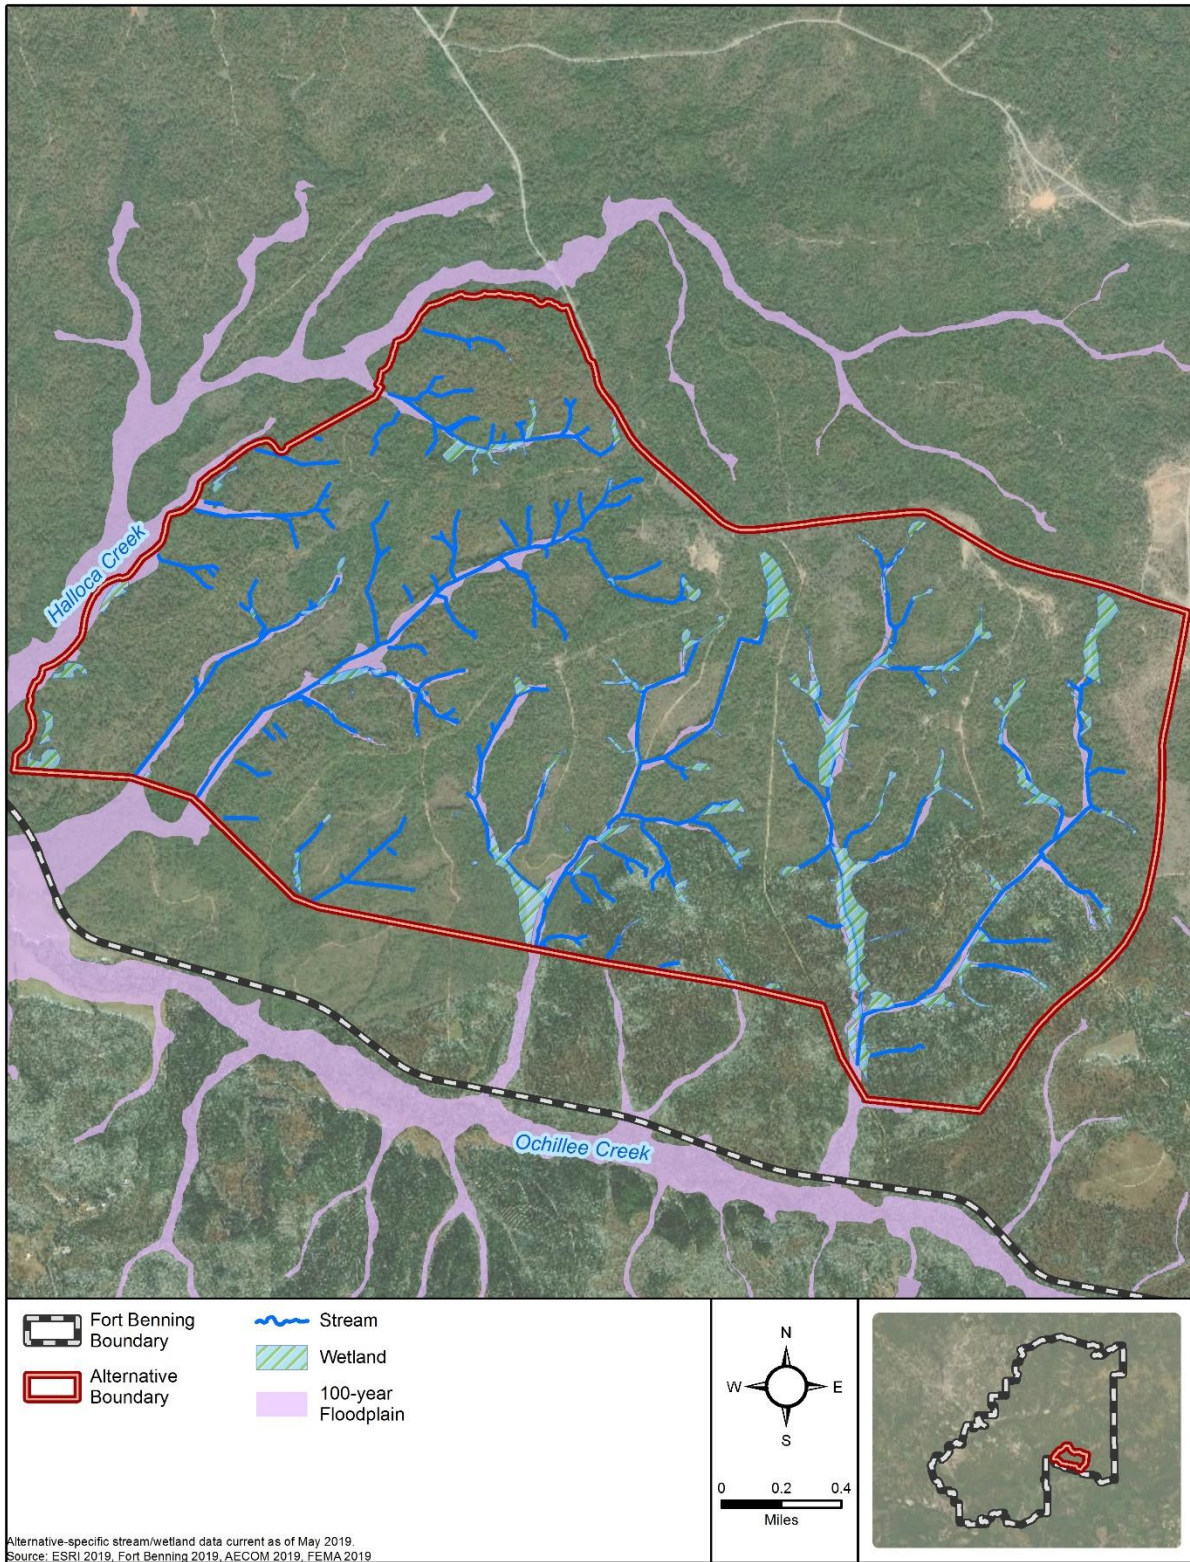 Halloca Creek
Ochillee Creek
Fort Benning
Boundary
Alternative
Boundary
Stream
Wetland
100-year
Floodplain
N
W E
S
0 0.2 0.4
Miles
Alternative-specific stream/wetland data current as of May 2019.
Source: ESRI 2019, Fort Benning 2019, AECOM 2019, FEMA 2019